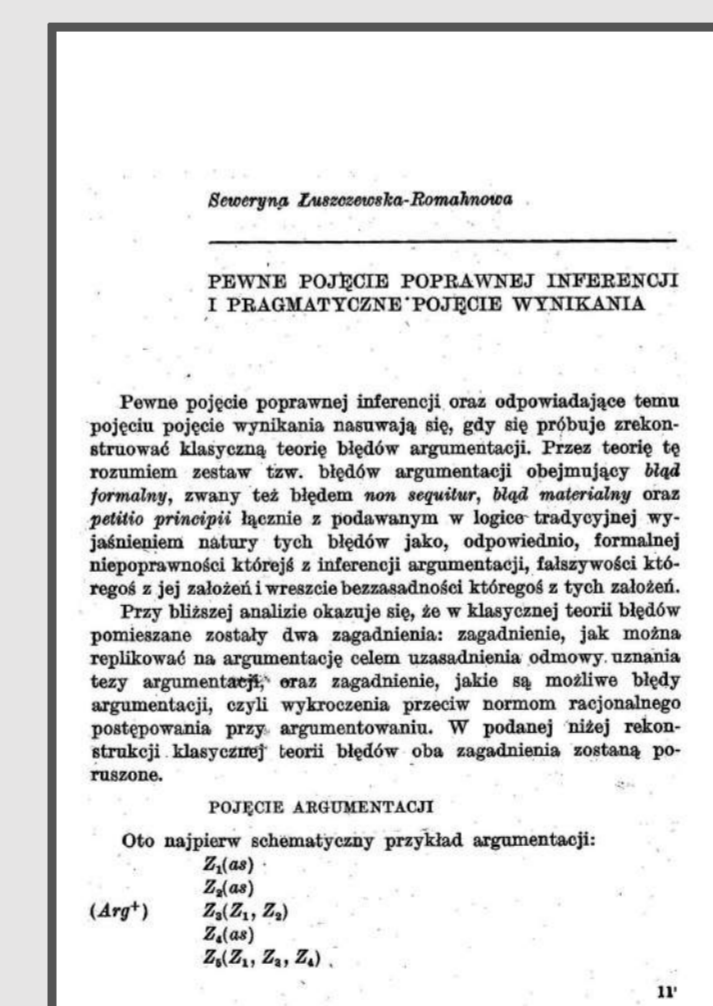 Seweryna Łuszczewska-Romahnowa
PEWNE POJĘCIE POPRAWNEJ INFERENCJI
I PRAGMATYCZNE POJĘCIE WYNIKANIA
Pewne pojęcie poprawnej inferencji oraz odpowiadające temu
pojęciu pojęcie wynikania nasuwają się, gdy się próbuje zrekon-
struować klasyczną teorię błędów argumentacji. Przez teorię tę
rozumiem zestaw tzw. błędów argumentacji obejmujący błąd
formalny, zwany też błędem non sequitur, błąd materialny oraz
petitio principii łącznie z podawanym w logice tradycyjnej wy-
jaśnieniem natury tych błędów jako, odpowiednio, formalnej
niepoprawności którejś z inferencji argumentacji, fałszywości któ-
regoś z jej założeń i wreszcie bezzasadności któregoś z tych założeń.
Przy bliższej analizie okazuje się, że w klasycznej teorii błędów
pomieszane zostały dwa zagadnienia: zagadnienie, jak można
replikować na argumentację celem uzasadnienia odmowy uznania
tezy argumentacji, oraz zagadnienie, jakie są możliwe błędy
argumentacji, czyli wykroczenia przeciw normom racjonalnego
postępowania przy argumentowaniu. W podanej niżej rekon-
strukcji klasycznej teorii błędów oba zagadnienia zostaną po-
ruszone.
POJĘCIE ARGUMENTACJI
Oto najpierw schematyczny przykład argumentacji:
Z₁(as)
Z₂(as)
(Arg⁺) Z₃(Z₁, Z₂)
Z₄(as)
Z₅(Z₁, Z₃, Z₄)
11